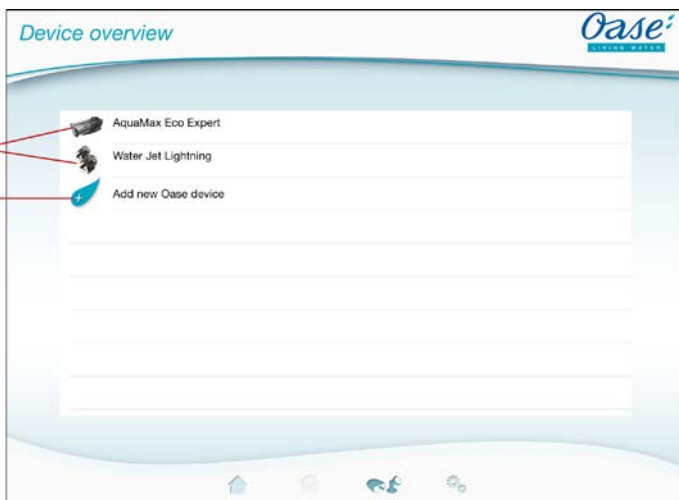 Device overview
Oase
LIVING WATER
AquaMax Eco Expert
Water Jet Lightning
Add new Oase device